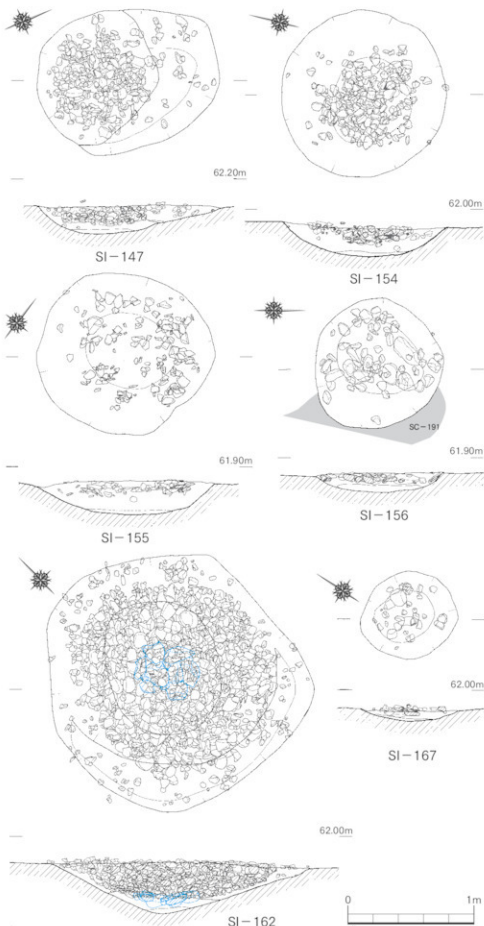 62.20m
SI-147
62.00m
SI-154
61.90m
SI-155
SC-191
61.90m
SI-156
62.00m
SI-167
62.00m
SI-162
0 1m